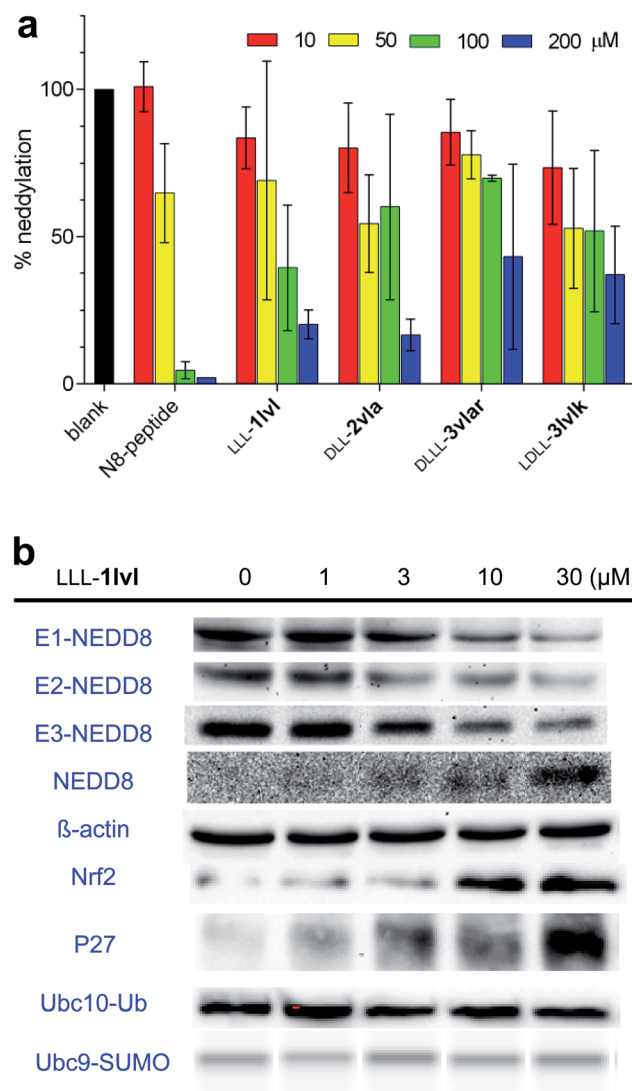 a
10 50 100 200 µM
% neddylation
100
50
0
blank
N8-peptide
LLL-1lvl
DLL-2vla
DLLL-3vlar
LDLL-3lvlk
b
LLL-1lvl 0 1 3 10 30 (µM
E1-NEDD8
E2-NEDD8
E3-NEDD8
NEDD8
ß-actin
Nrf2
P27
Ubc10-Ub
Ubc9-SUMO